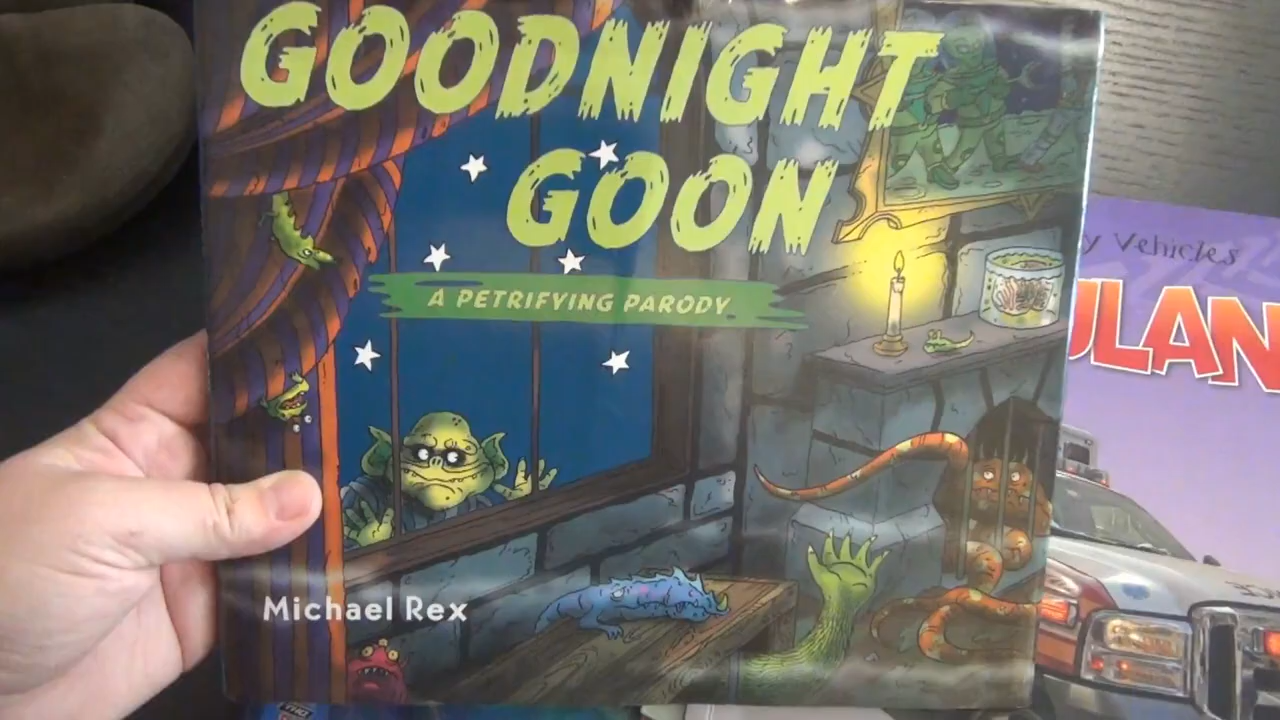 GOODNIGHT
GOON
A PETRIFYING PARODY
y Vehicles
ULAN
Michael Rex